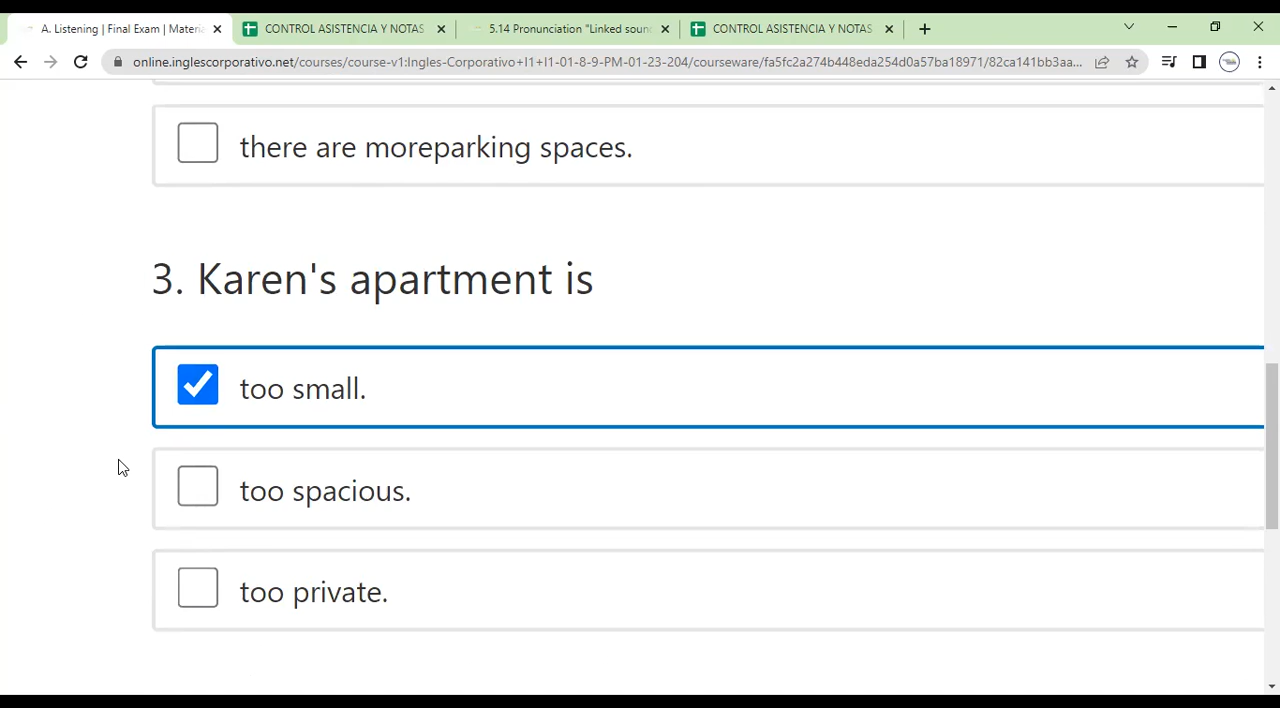 A. Listening | Final Exam | Materia
CONTROL ASISTENCIA Y NOTAS
5.14 Pronunciation "Linked soun
CONTROL ASISTENCIA Y NOTAS
online.inglescorporativo.net/courses/course-v1:Ingles-Corporativo+I1+I1-01-8-9-PM-01-23-204/courseware/fa5fc2a274b448eda254d0a57ba18971/82ca141bb3aa...
there are moreparking spaces.
3. Karen's apartment is
too small.
too spacious.
too private.